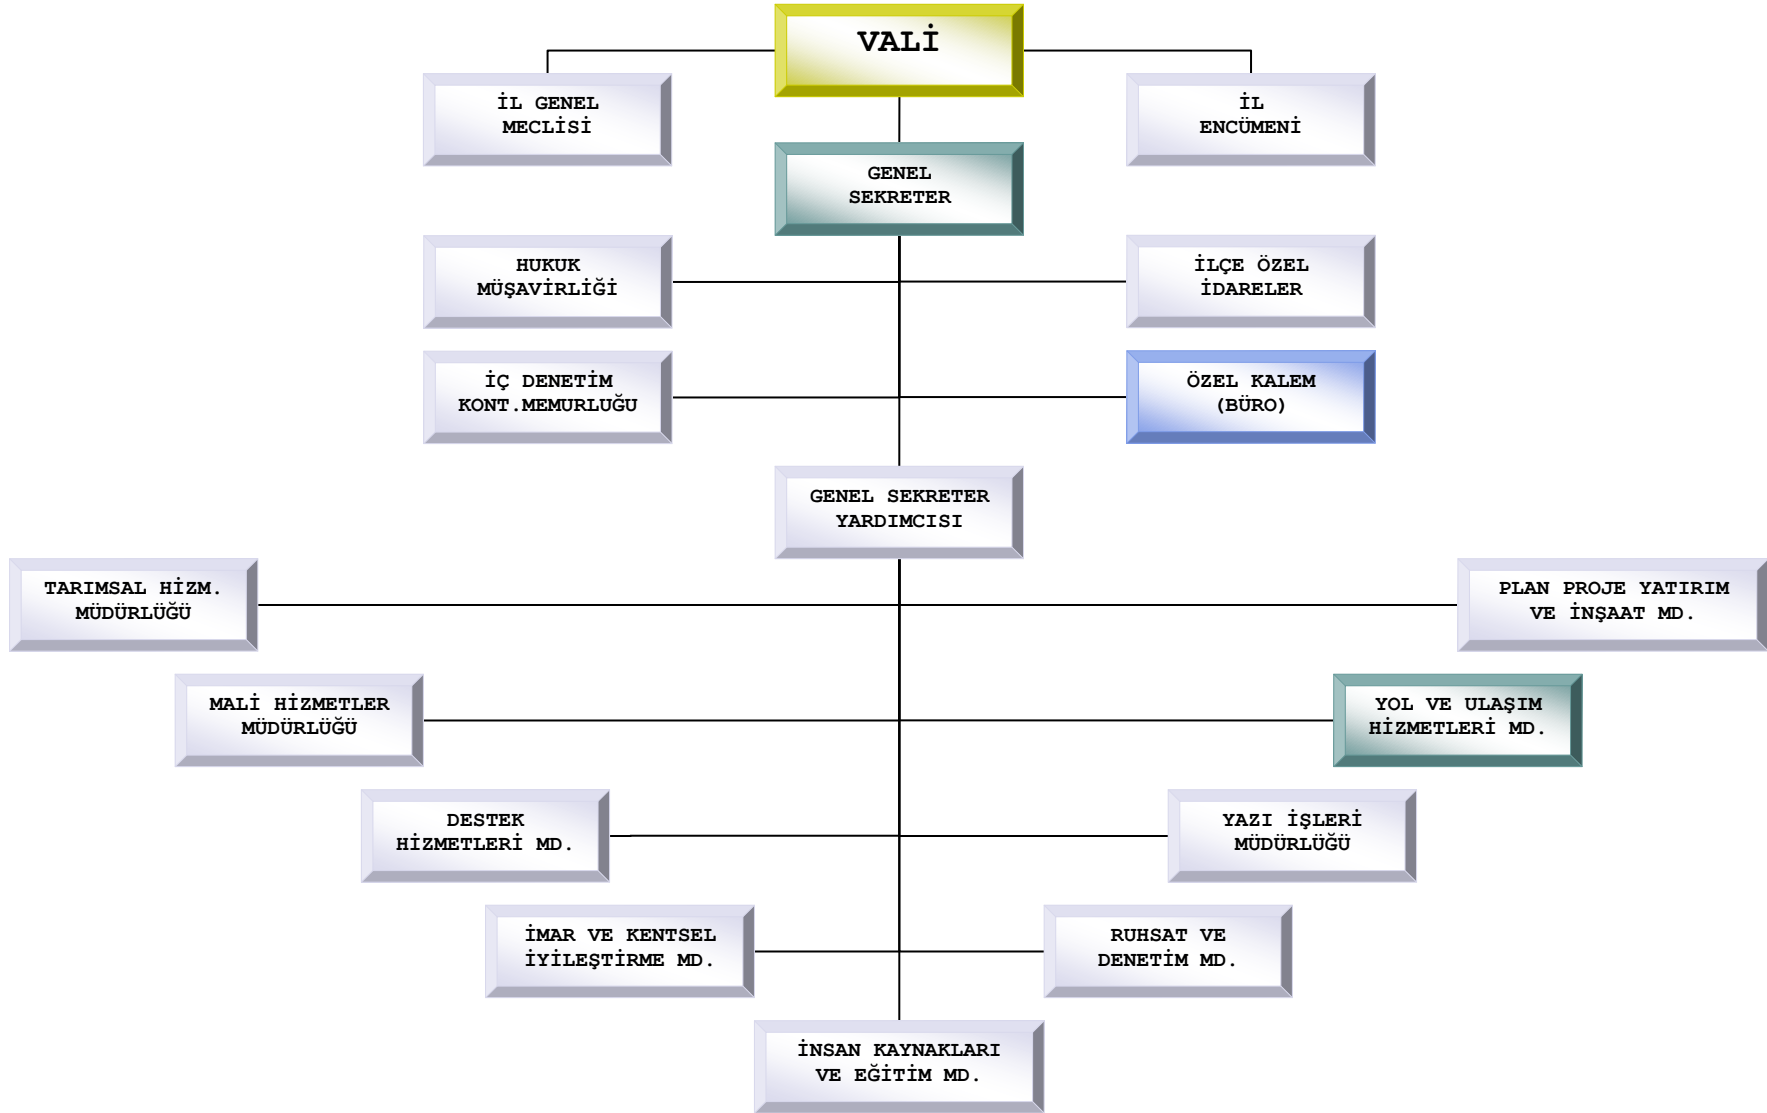 VALİ
İL GENEL
MECLİSİ
İL
ENCÜMENİ
GENEL
SEKRETER
HUKUK
MÜŞAVİRLİĞİ
İLÇE ÖZEL
İDARELER
İÇ DENETİM
KONT.MEMURLUĞU
ÖZEL KALEM
(BÜRO)
GENEL SEKRETER
YARDIMCISI
TARIMSAL HİZM.
MÜDÜRLÜĞÜ
PLAN PROJE YATIRIM
VE İNŞAAT MD.
MALİ HİZMETLER
MÜDÜRLÜĞÜ
YOL VE ULAŞIM
HİZMETLERİ MD.
DESTEK
HİZMETLERİ MD.
YAZI İŞLERİ
MÜDÜRLÜĞÜ
İMAR VE KENTSEL
İYİLEŞTİRME MD.
RUHSAT VE
DENETİM MD.
İNSAN KAYNAKLARI
VE EĞİTİM MD.